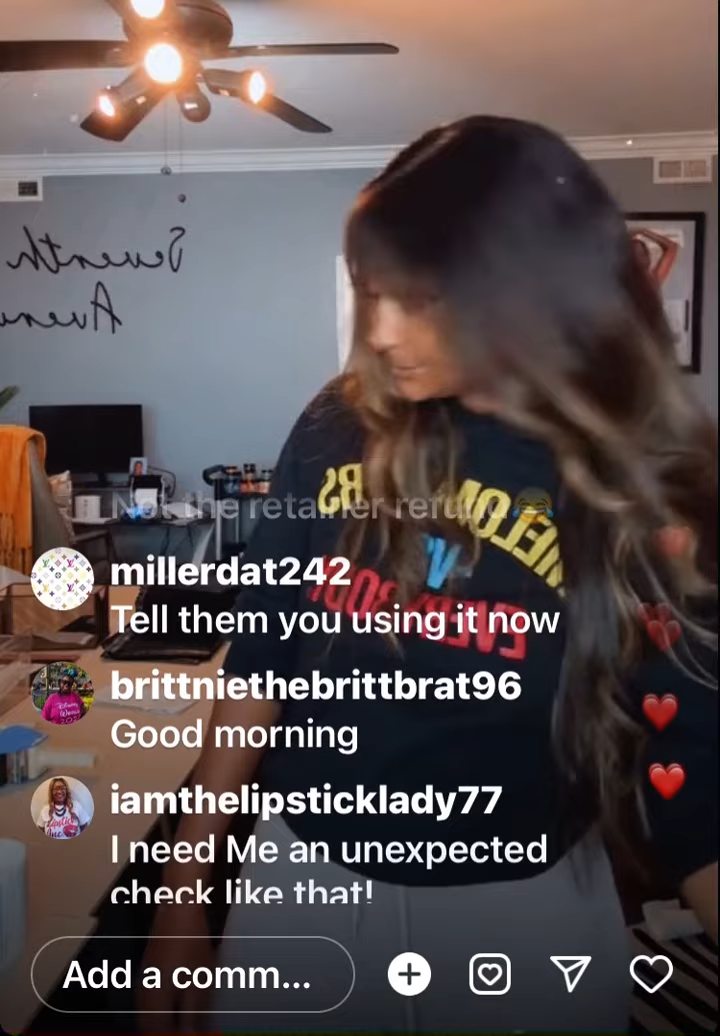 Seventh
Not the retainer refund 😂
millerdat242
Tell them you using it now
brittniethebrittbrat96
Good morning
iamthelipsticklady77
I need Me an unexpected
check like that!
Add a comm...